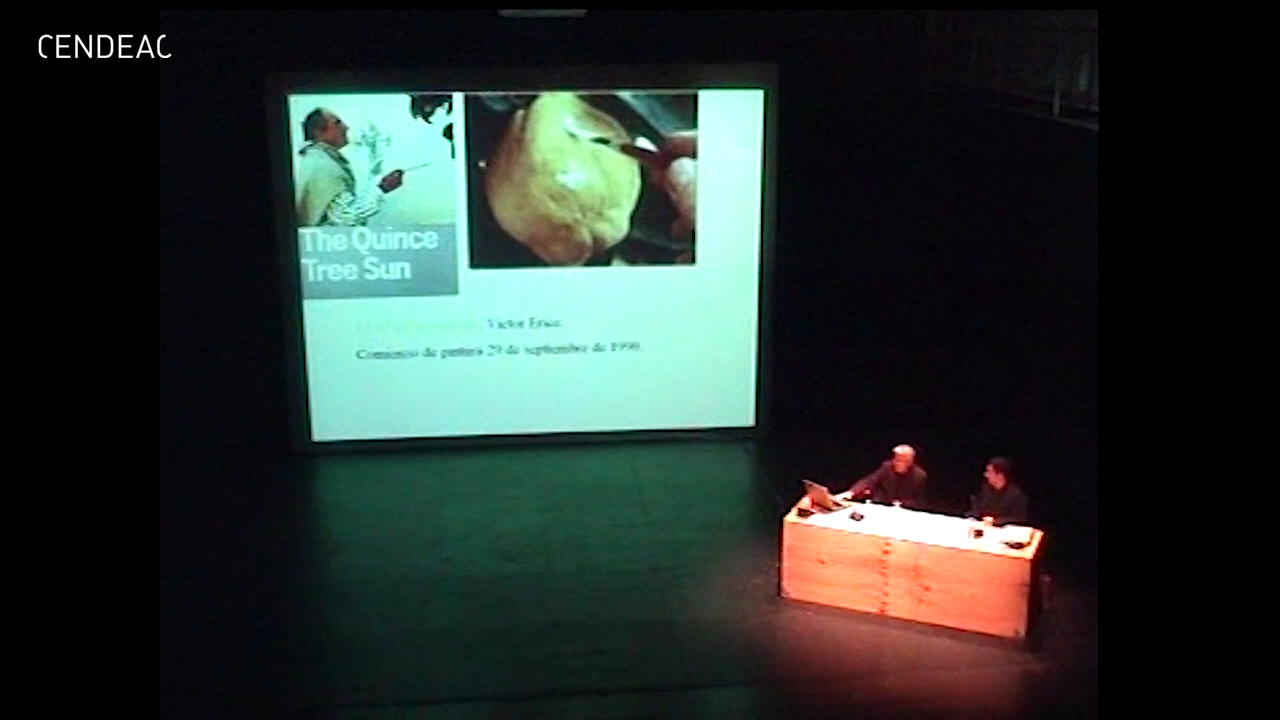 CENDEAC
The Quince
Tree Sun
Víctor Erice.
Comienzo de pintura 29 de septiembre de 1990.